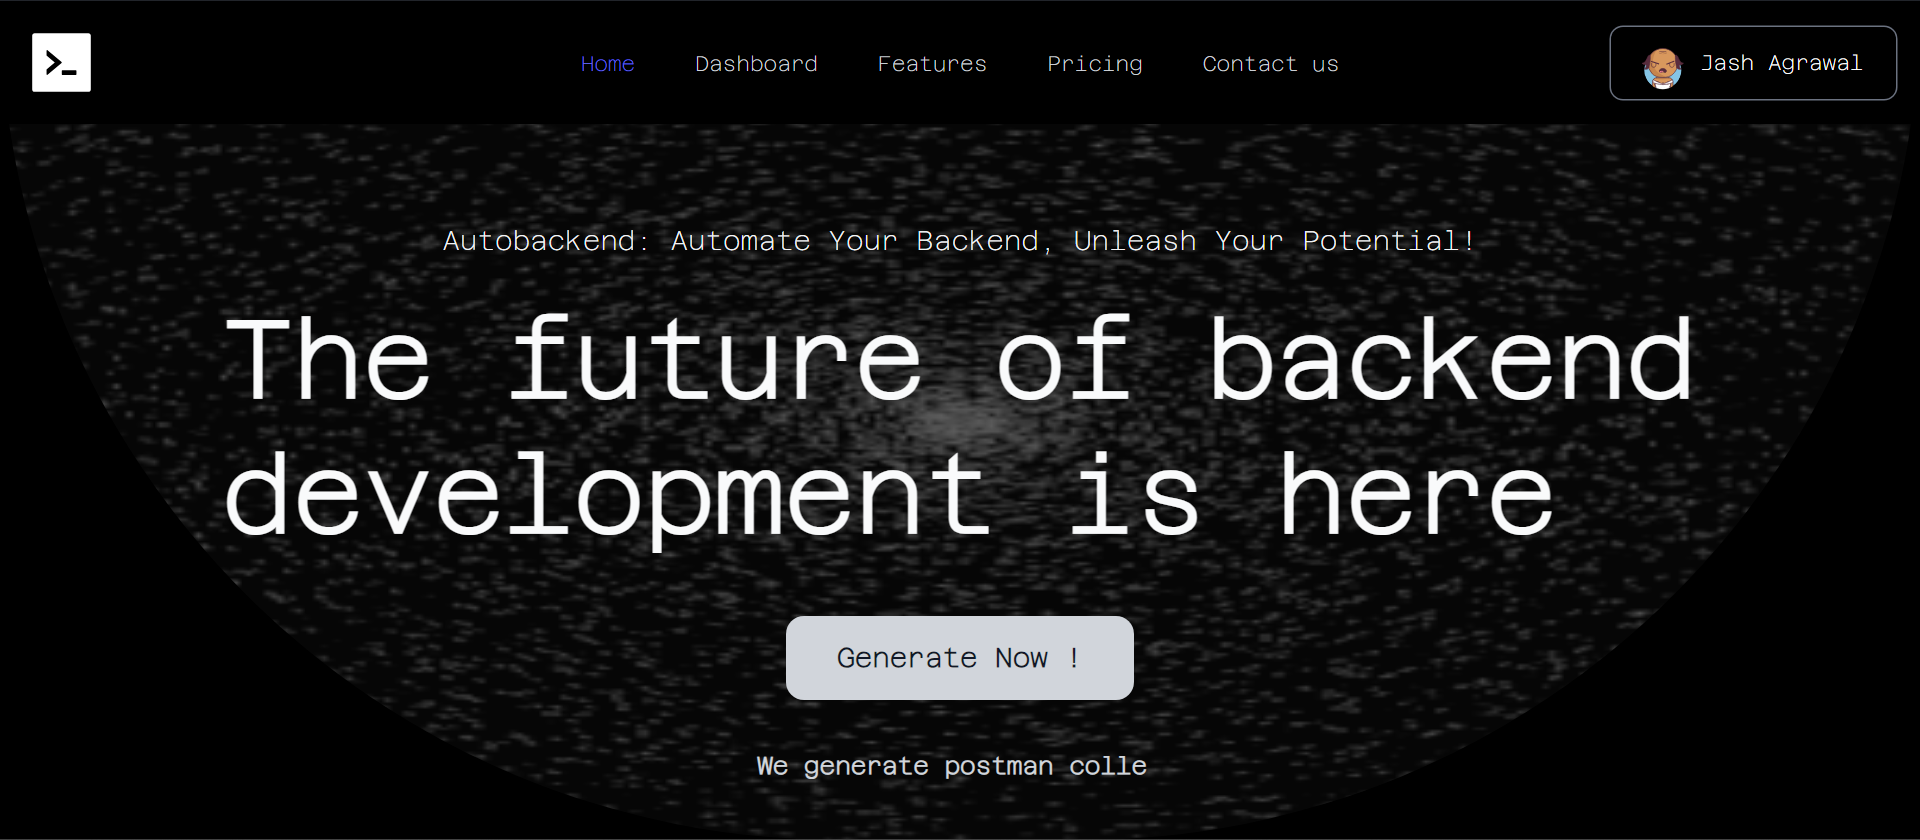 >_
Home Dashboard Features Pricing Contact us
Jash Agrawal
Autobackend: Automate Your Backend, Unleash Your Potential!
The future of backend
development is here
Generate Now !
We generate postman colle